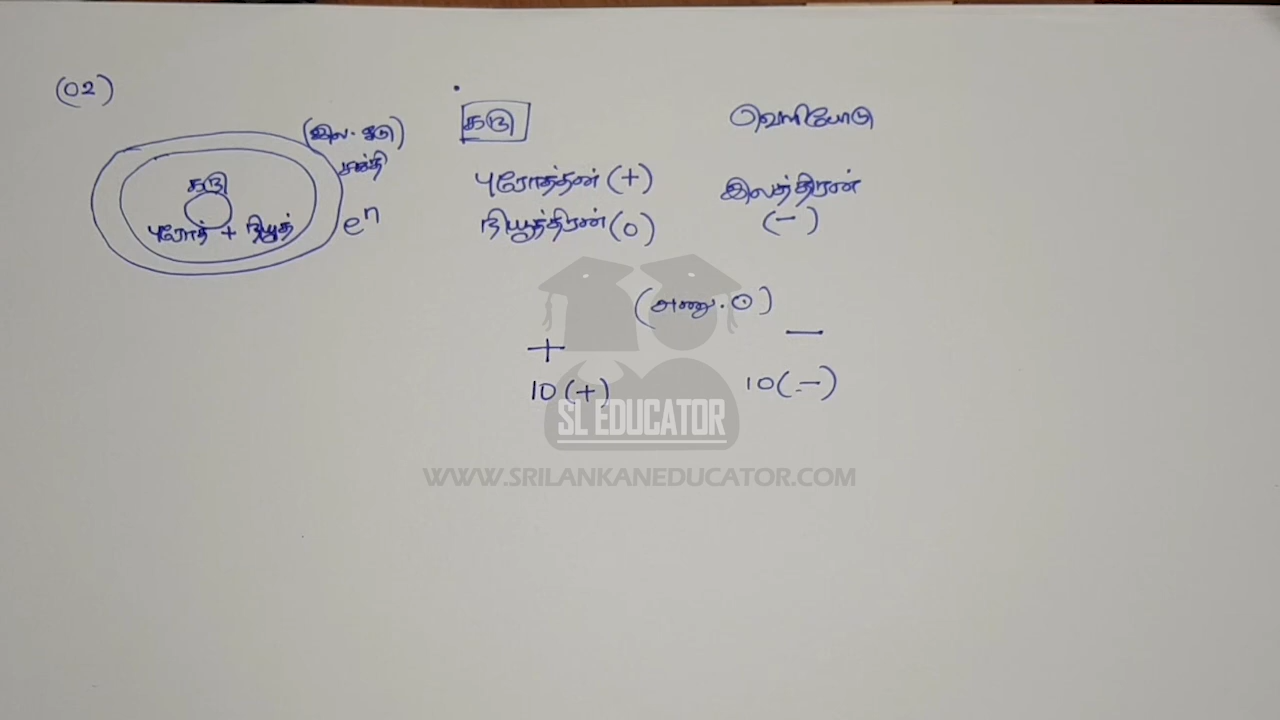 (02)
(இல. ஓடு)
சக்தி
கரு
புரோத் + நியூத்
eⁿ
கரு
புரோத்தன் (+)
நியூத்திரன் (0)
வெளியோடு
இலத்திரன்
(-)
(அணு. 0)
+
-
10 (+)
10 (-)
SL EDUCATOR
WWW.SRILANKANEDUCATOR.COM